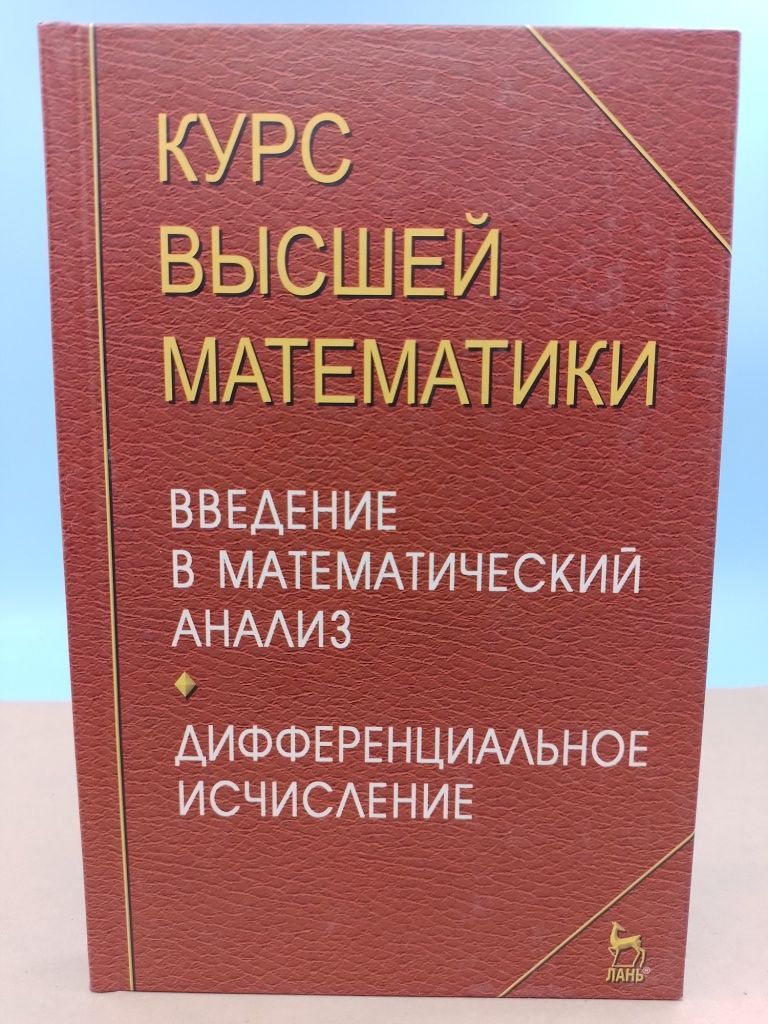 КУРС
ВЫСШЕЙ
МАТЕМАТИКИ
ВВЕДЕНИЕ
В МАТЕМАТИЧЕСКИЙ
АНАЛИЗ
ДИФФЕРЕНЦИАЛЬНОЕ
ИСЧИСЛЕНИЕ
ЛАНЬ®